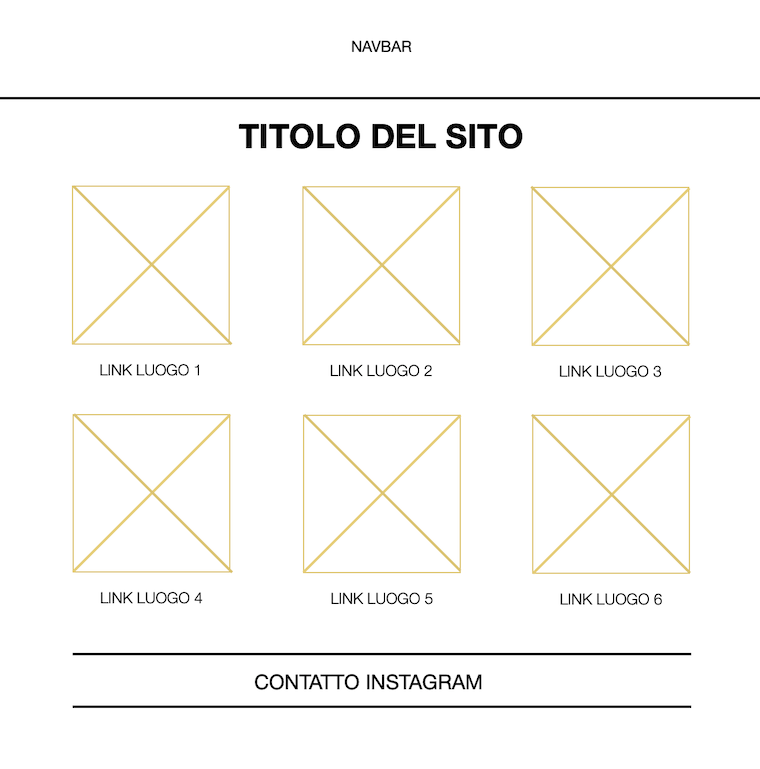 NAVBAR
TITOLO DEL SITO
LINK LUOGO 1
LINK LUOGO 2
LINK LUOGO 3
LINK LUOGO 4
LINK LUOGO 5
LINK LUOGO 6
CONTATTO INSTAGRAM